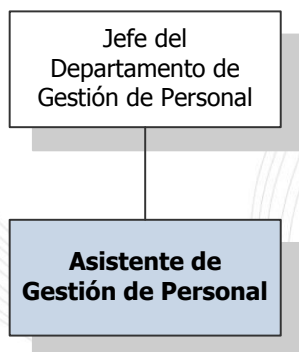 Jefe del
Departamento de
Gestión de Personal
Asistente de
Gestión de Personal